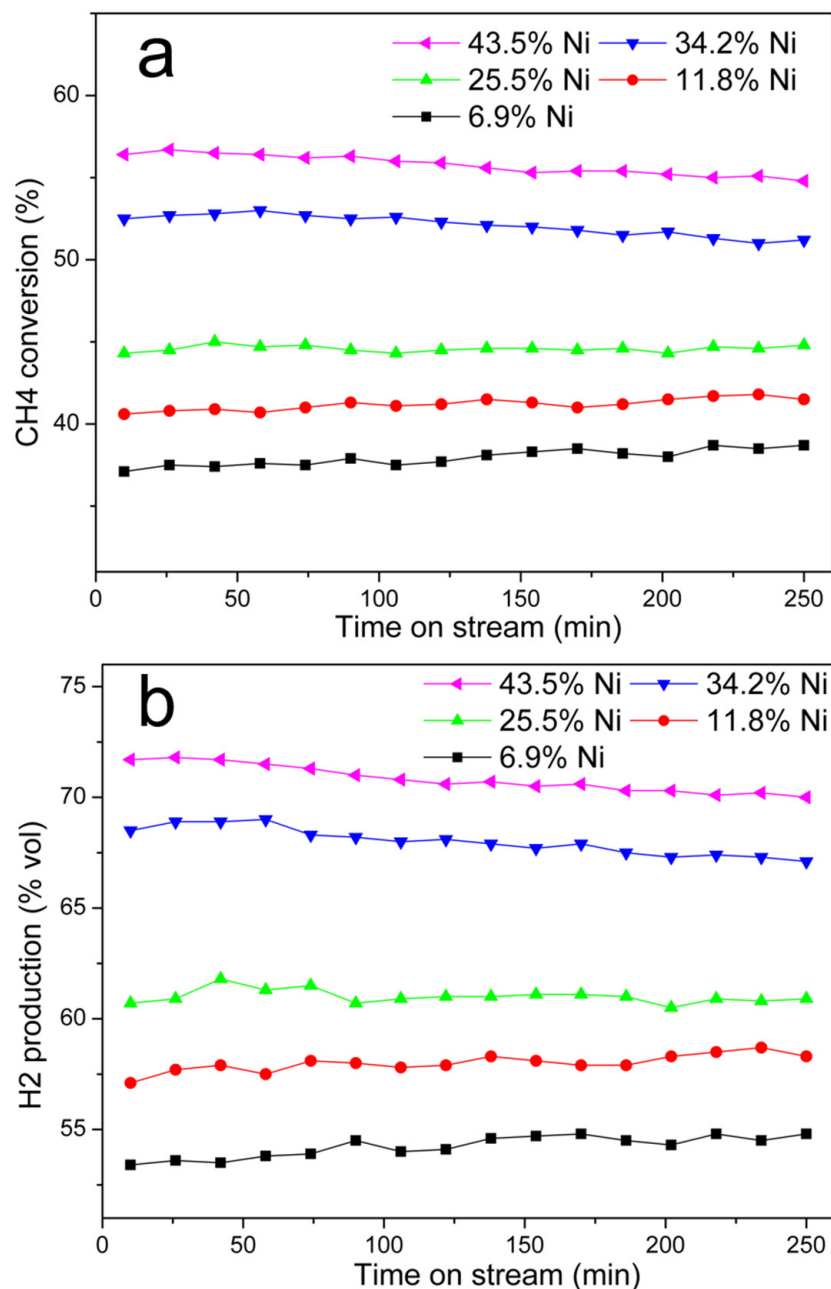 a
43.5% Ni 34.2% Ni
25.5% Ni 11.8% Ni
6.9% Ni
60
50
40
CH4 conversion (%)
0 50 100 150 200 250
Time on stream (min)
b
43.5% Ni 34.2% Ni
25.5% Ni 11.8% Ni
6.9% Ni
75
70
65
60
55
H2 production (% vol)
0 50 100 150 200 250
Time on stream (min)